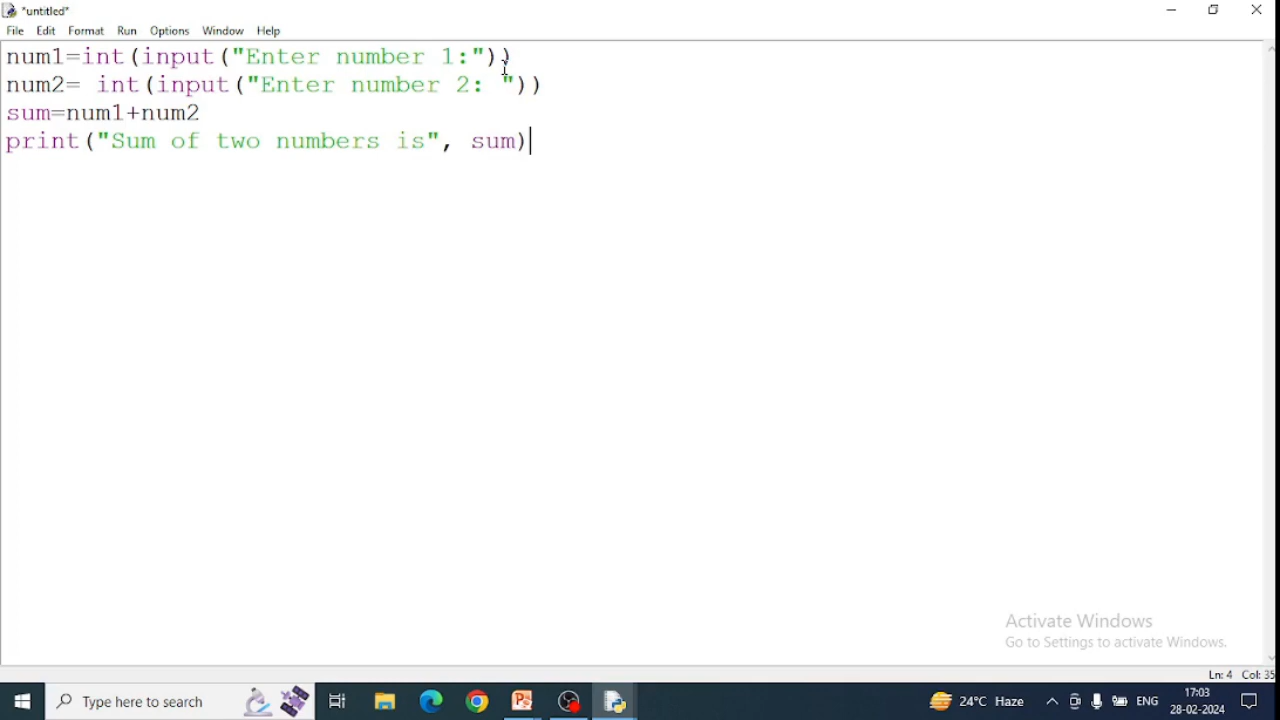 *untitled*
File Edit Format Run Options Window Help
num1=int(input("Enter number 1:"))
num2= int(input("Enter number 2: "))
sum=num1+num2
print("Sum of two numbers is", sum)
Activate Windows
Go to Settings to activate Windows.
Ln: 4 Col: 35
Type here to search
24°C Haze
ENG
17:03
28-02-2024